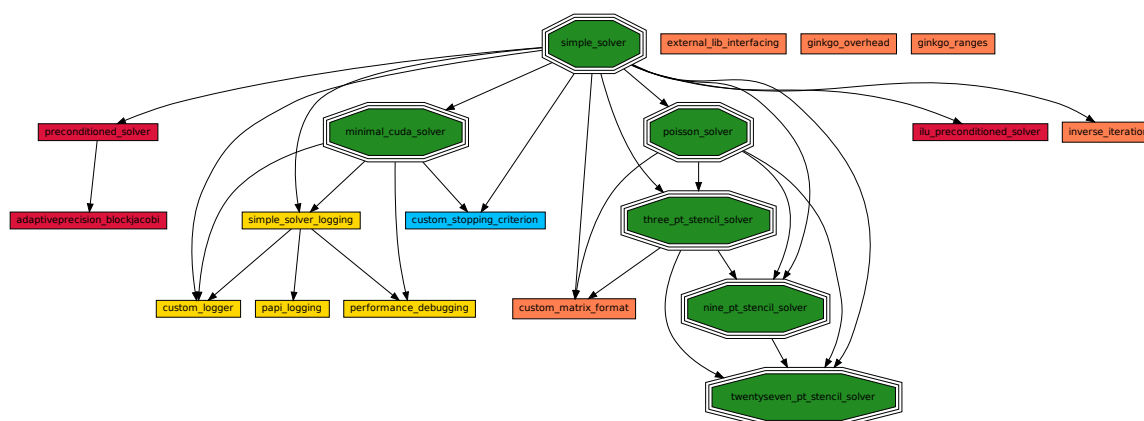 simple_solver
external_lib_interfacing
ginkgo_overhead
ginkgo_ranges
preconditioned_solver
minimal_cuda_solver
poisson_solver
ilu_preconditioned_solver
inverse_iteration
adaptiveprecision_blockjacobi
simple_solver_logging
custom_stopping_criterion
three_pt_stencil_solver
custom_logger
papi_logging
performance_debugging
custom_matrix_format
nine_pt_stencil_solver
twentyseven_pt_stencil_solver